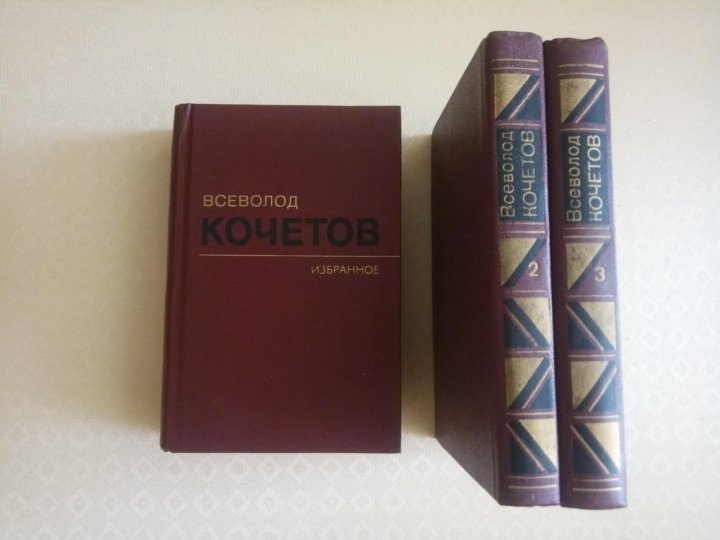 ВСЕВОЛОД
КОЧЕТОВ
ИЗБРАННОЕ
Всеволод
КОЧЕТОВ
2
Всеволод
КОЧЕТОВ
3